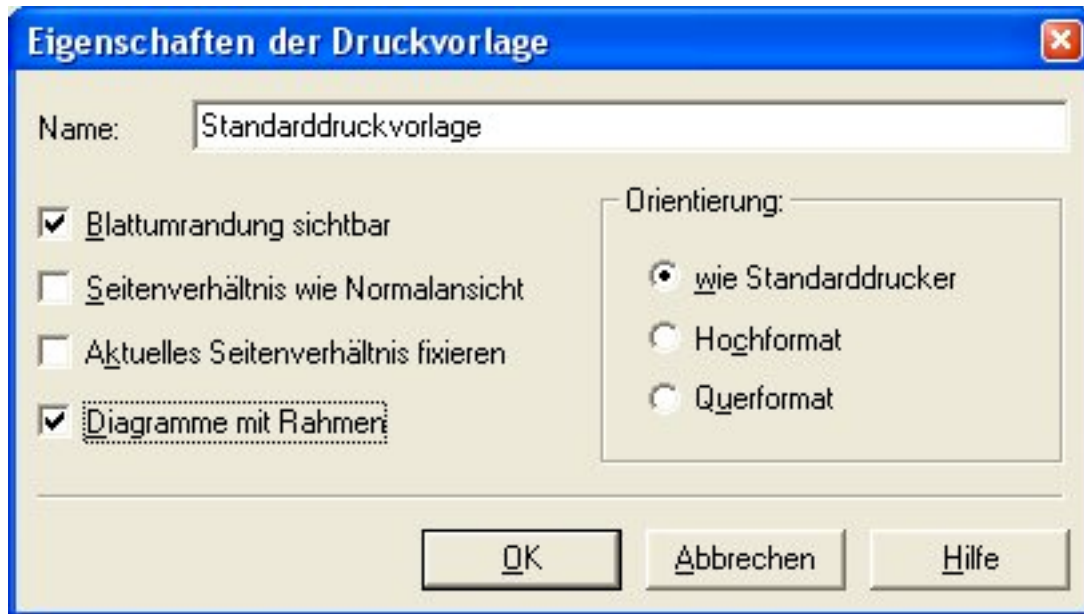 Eigenschaften der Druckvorlage
Name: Standarddruckvorlage
Blattumrandung sichtbar
Seitenverhältnis wie Normalansicht
Aktuelles Seitenverhältnis fixieren
Diagramme mit Rahmen
Orientierung:
wie Standarddrucker
Hochformat
Querformat
OK Abbrechen Hilfe